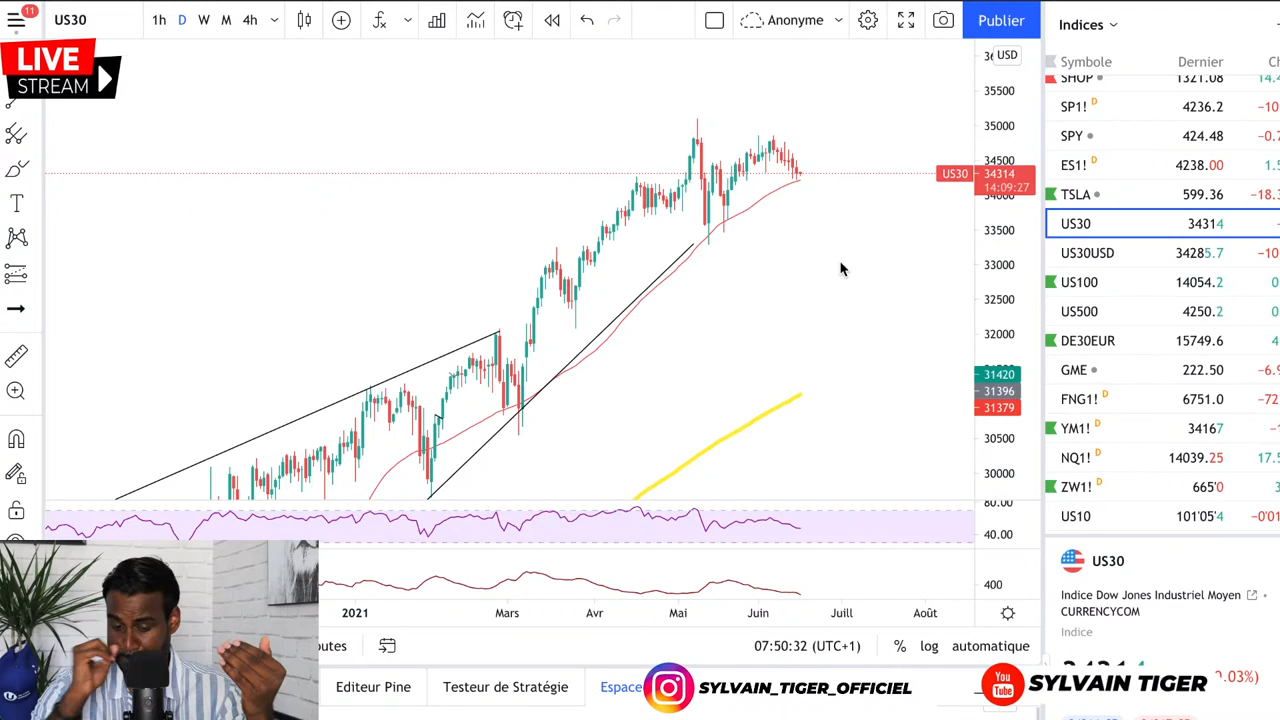 11
US30
1h D W M 4h
Anonyme
Publier
Indices
LIVE
STREAM
USD
35500
35000
34500
34000
33500
33000
32500
32000
30500
30000
US30 34314
14:09:27
31420
31396
31379
80.00
40.00
400
2021 Mars Avr Mai Juin Juill Août
07:50:32 (UTC+1) % log automatique
Editeur Pine Testeur de Stratégie
SYLVAIN_TIGER_OFFICIEL
You
Tube
SYLVAIN TIGER
Symbole Dernier
SHOP 1321.08
SP1! D 4236.2
SPY 424.48
ES1! D 4238.00
TSLA 599.36
US30 34314
US30USD 34285.7
US100 14054.2
US500 4250.2
DE30EUR 15749.6
GME 222.50
FNG1! D 6751.0
YM1! D 34167
NQ1! D 14039.25
ZW1! D 665'0
US10 101'05'4
US30
Indice Dow Jones Industriel Moyen
CURRENCYCOM
Indice